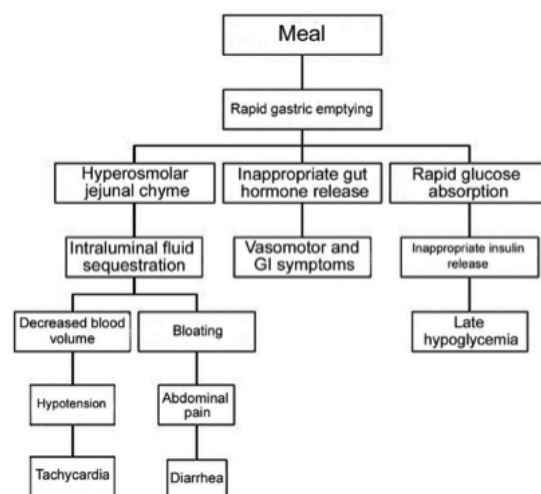 Meal
Rapid gastric emptying
Hyperosmolar
jejunal chyme
Inappropriate gut
hormone release
Rapid glucose
absorption
Intraluminal fluid
sequestration
Vasomotor and
GI symptoms
Inappropriate insulin
release
Decreased blood
volume
Bloating
Late
hypoglycemia
Hypotension
Abdominal
pain
Tachycardia
Diarrhea